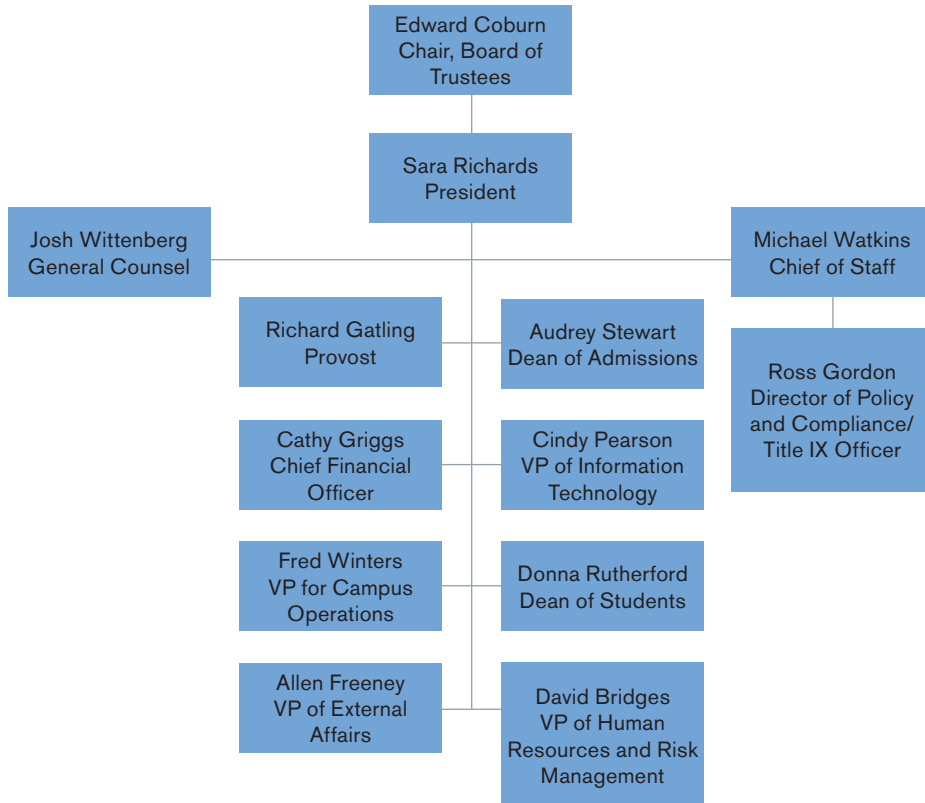 Edward Coburn
Chair, Board of
Trustees
Sara Richards
President
Josh Wittenberg
General Counsel
Michael Watkins
Chief of Staff
Richard Gatling
Provost
Audrey Stewart
Dean of Admissions
Ross Gordon
Director of Policy
and Compliance/
Title IX Officer
Cathy Griggs
Chief Financial
Officer
Cindy Pearson
VP of Information
Technology
Fred Winters
VP for Campus
Operations
Donna Rutherford
Dean of Students
Allen Freeney
VP of External
Affairs
David Bridges
VP of Human
Resources and Risk
Management